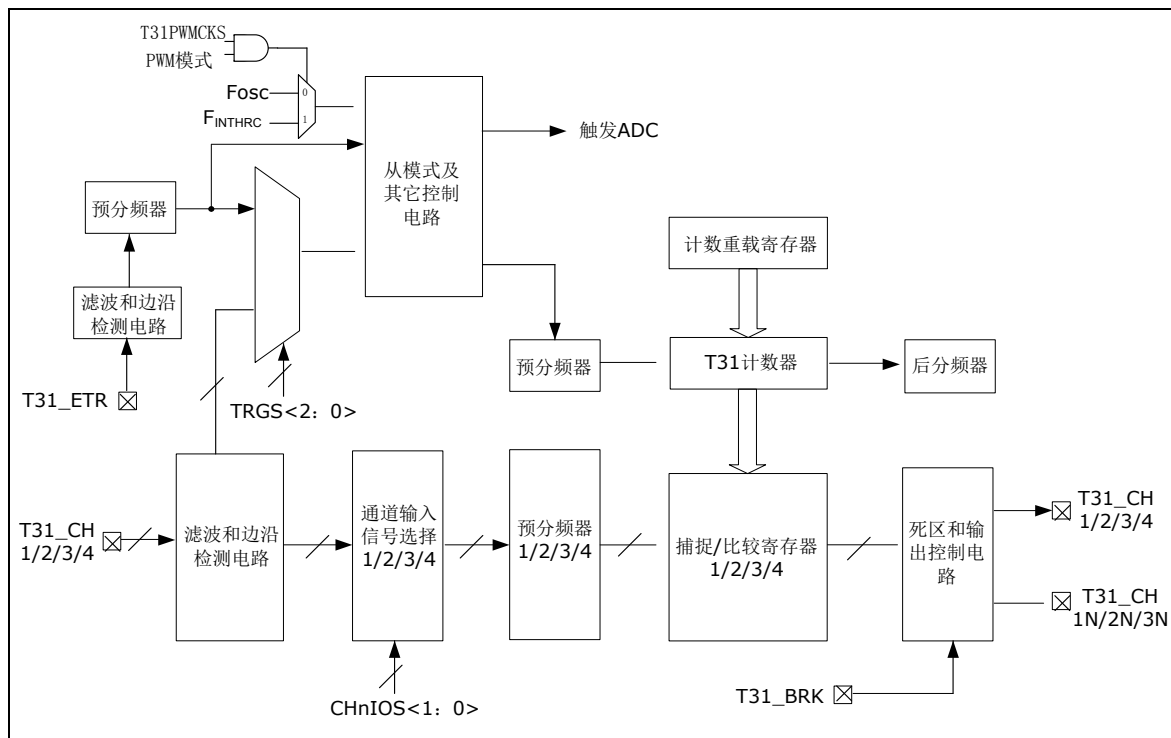 T31PWMCKS
PWM模式
Fosc
0
FINTHRC
1
触发ADC
从模式及
其它控制
电路
预分频器
计数重载寄存器
滤波和边沿
检测电路
预分频器
T31计数器
后分频器
T31_ETR
TRGS<2：0>
T31_CH
1/2/3/4
滤波和边沿
检测电路
通道输入
信号选择
1/2/3/4
预分频器
1/2/3/4
捕捉/比较寄存器
1/2/3/4
死区和输
出控制电
路
T31_CH
1/2/3/4
T31_CH
1N/2N/3N
T31_BRK
CHnIOS<1：0>